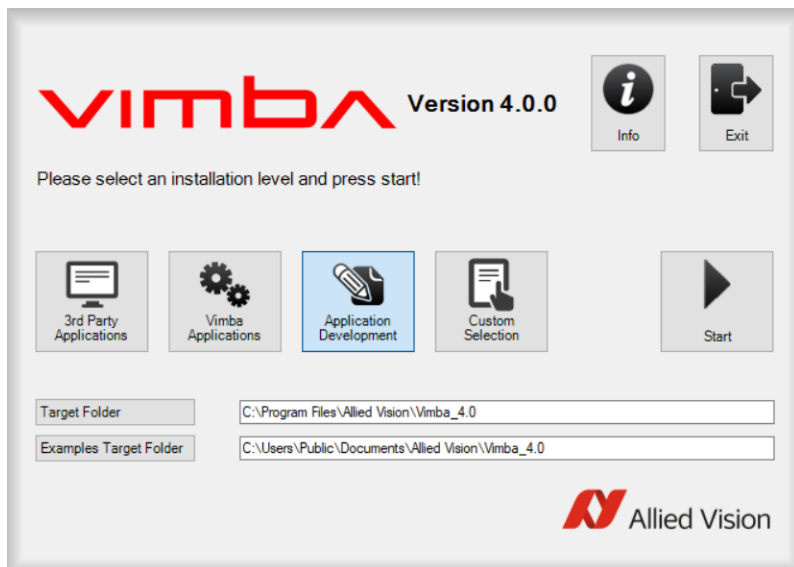 VIMBA Version 4.0.0
Info
Exit
Please select an installation level and press start!
3rd Party
Applications
Vimba
Applications
Application
Development
Custom
Selection
Start
Target Folder
C:\Program Files\Allied Vision\Vimba_4.0
Examples Target Folder
C:\Users\Public\Documents\Allied Vision\Vimba_4.0
Allied Vision